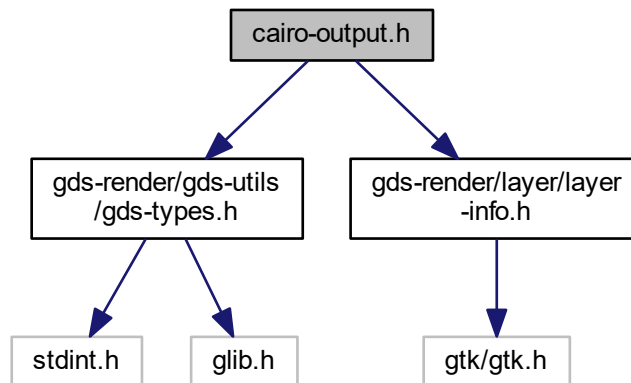 cairo-output.h
gds-render/gds-utils
/gds-types.h
gds-render/layer/layer
-info.h
stdint.h
glib.h
gtk/gtk.h